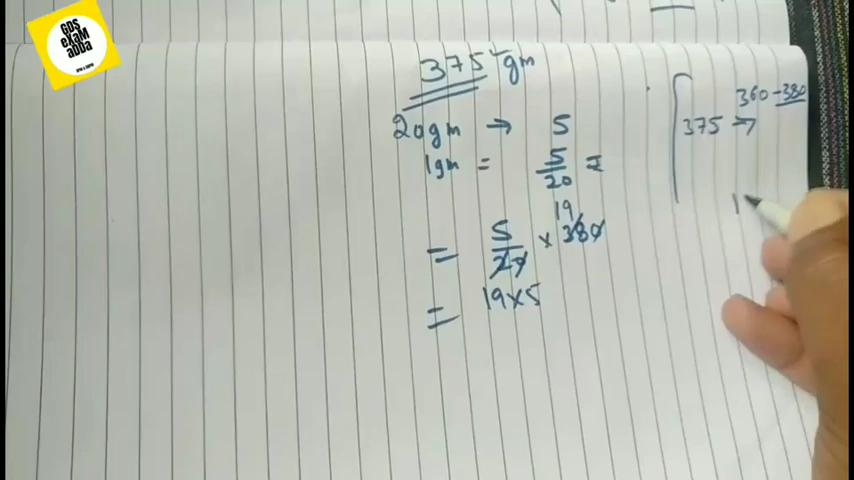 GDS
eXaM
aDDa
375 gm
360-380
375 →
20gm → 5
1gm = 5/20 =
19
= 5/20 × 380
= 19×5